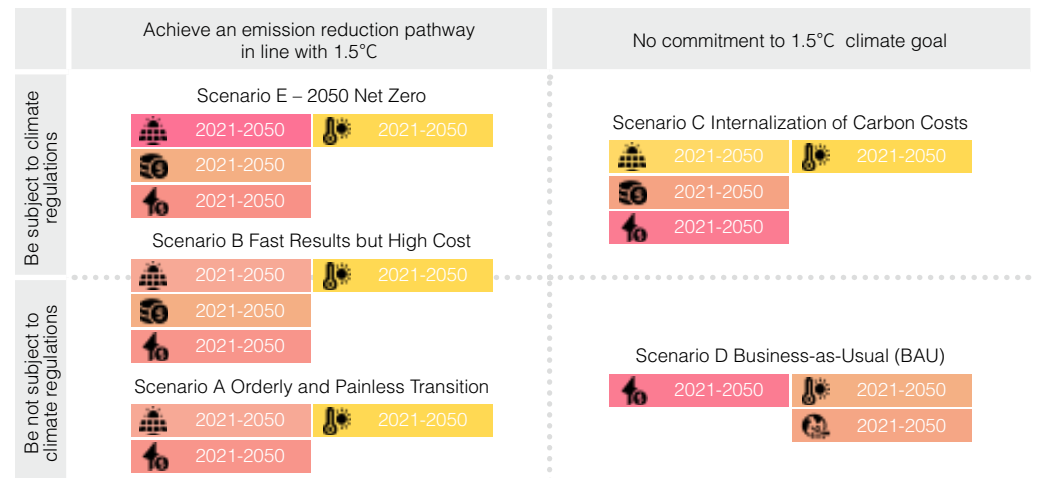 Achieve an emission reduction pathway
in line with 1.5°C
No commitment to 1.5°C climate goal
Be subject to climate
regulations
Scenario E – 2050 Net Zero
2021-2050
2021-2050
2021-2050
2021-2050
Scenario C Internalization of Carbon Costs
2021-2050
2021-2050
2021-2050
2021-2050
Scenario B Fast Results but High Cost
2021-2050
2021-2050
2021-2050
2021-2050
Be not subject to
climate regulations
Scenario A Orderly and Painless Transition
2021-2050
2021-2050
2021-2050
Scenario D Business-as-Usual (BAU)
2021-2050
2021-2050
2021-2050